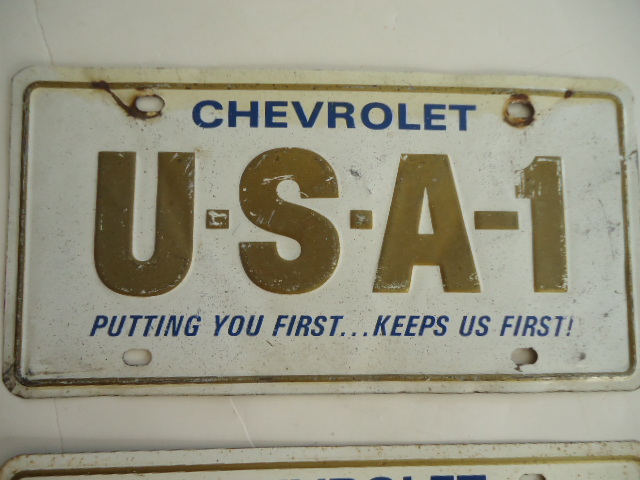 CHEVROLET
U·S·A-1
PUTTING YOU FIRST...KEEPS US FIRST!